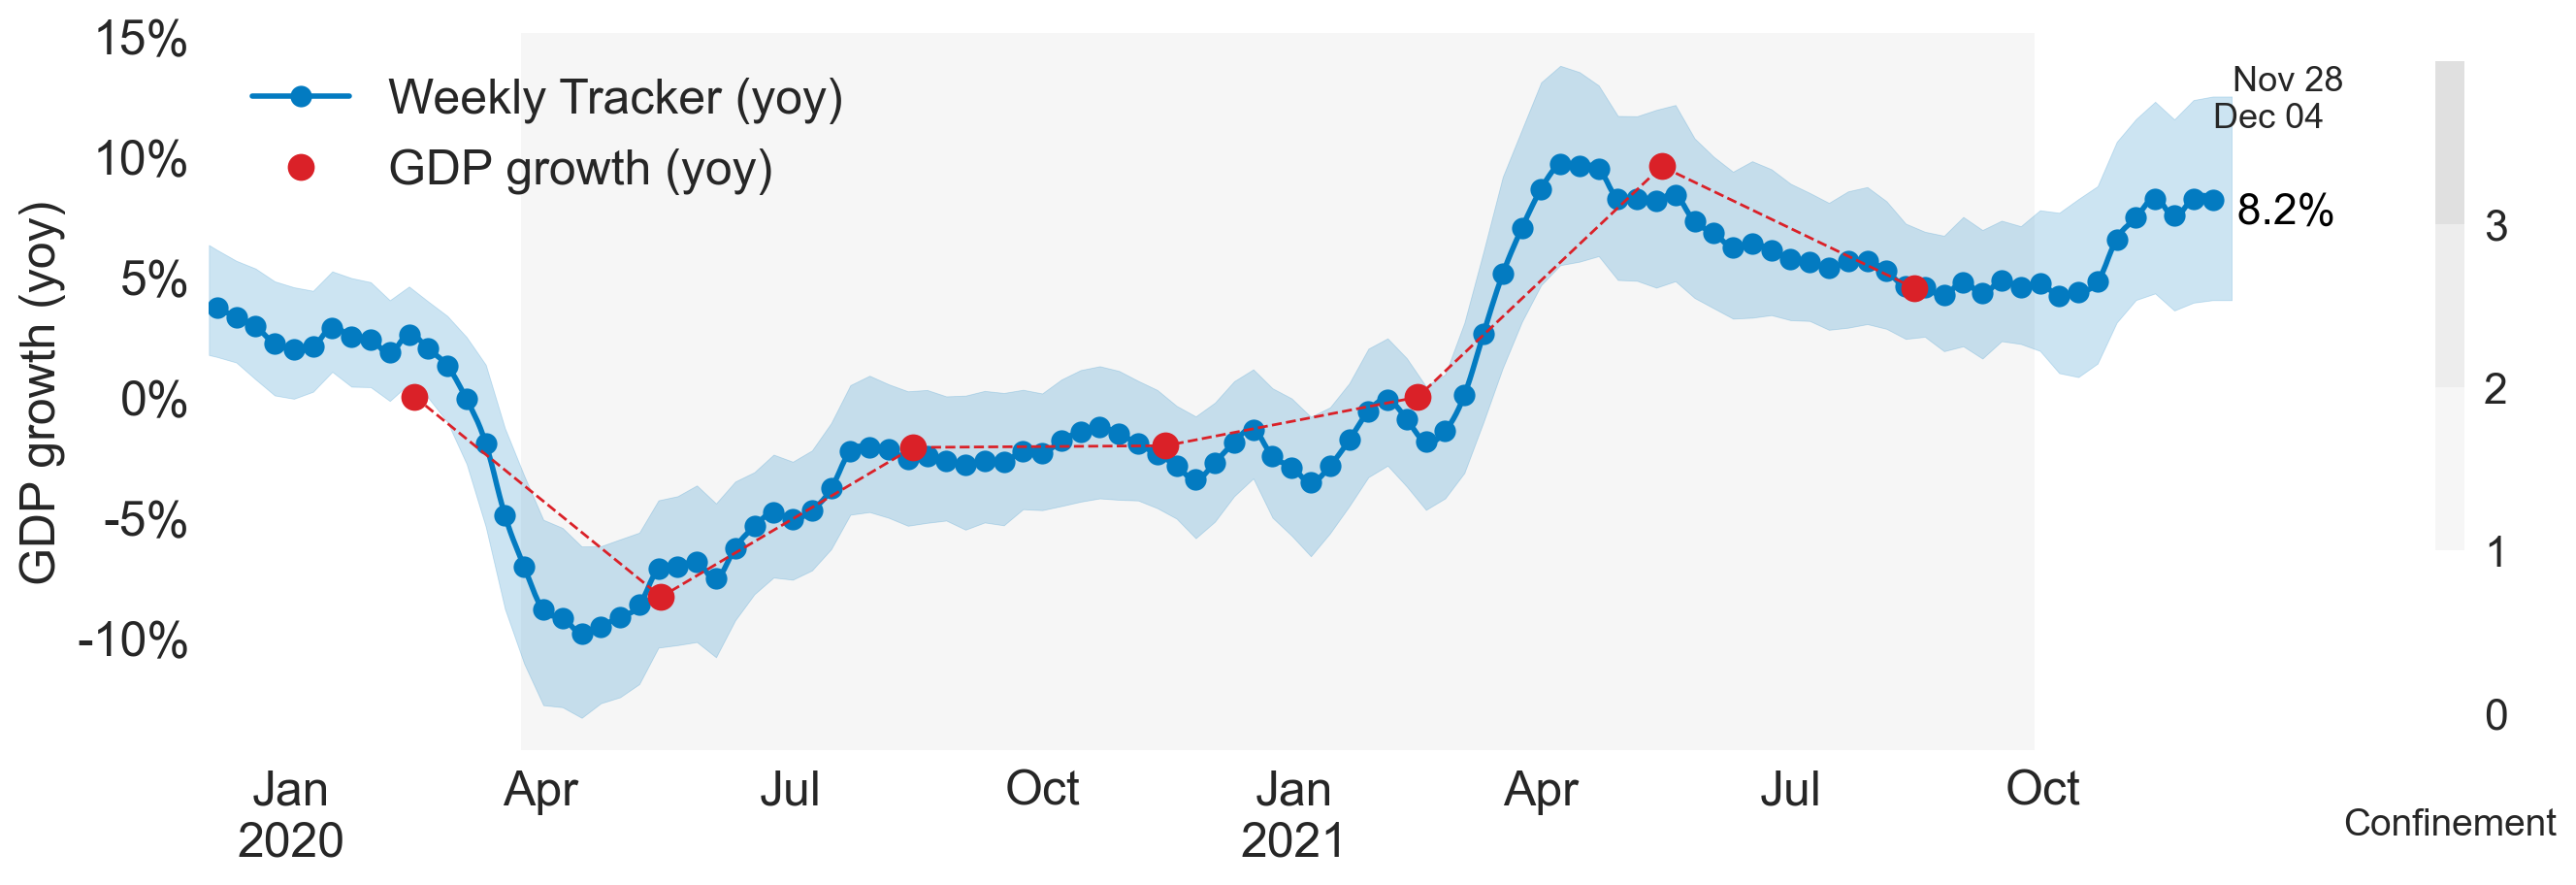 15%
10%
5%
0%
-5%
-10%
GDP growth (yoy)
Weekly Tracker (yoy)
GDP growth (yoy)
Nov 28
Dec 04
8.2%
3
2
1
0
Confinement
Jan
2020
Apr
Jul
Oct
Jan
2021
Apr
Jul
Oct